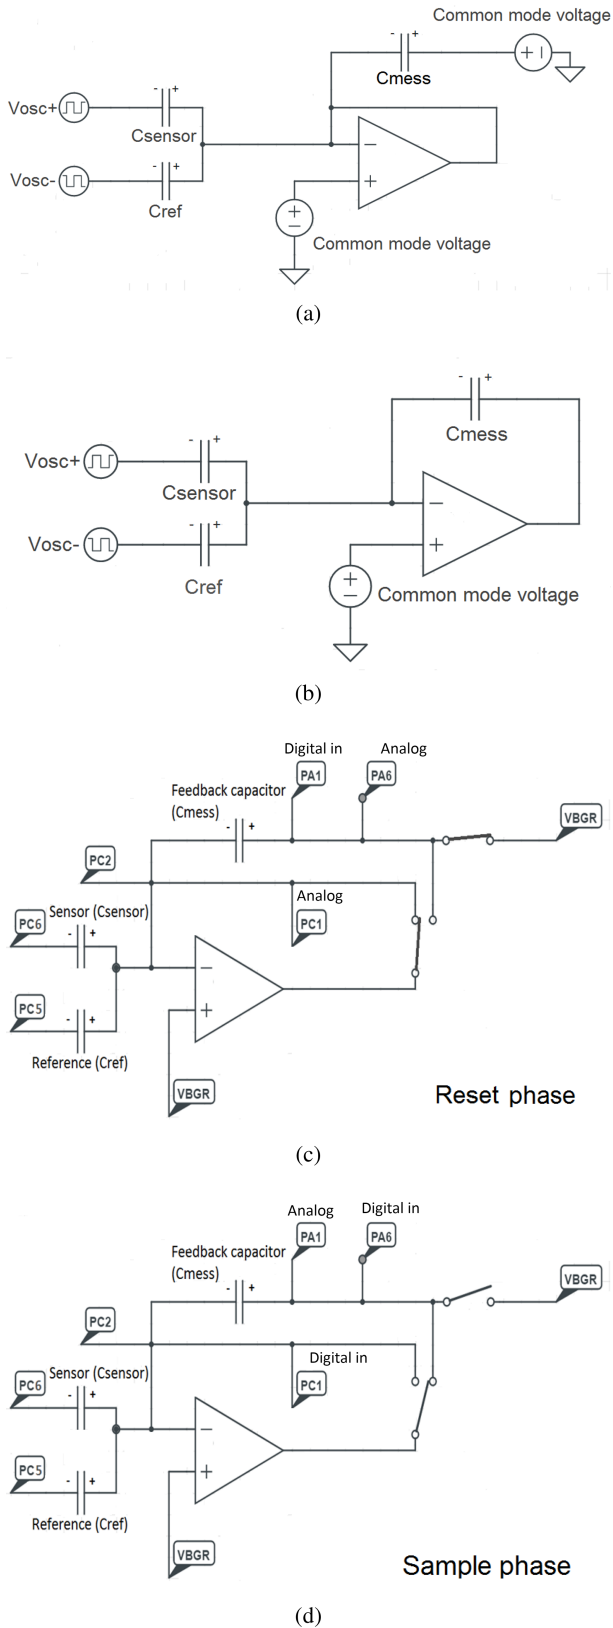 Common mode voltage
- +
Cmess
+ -
Vosc+
- +
Csensor
Vosc-
- +
Cref
−
+
+
−
Common mode voltage
(a)
- +
Cmess
Vosc+
- +
Csensor
Vosc-
- +
Cref
−
+
+
−
Common mode voltage
(b)
Digital in
Analog
PA1
PA6
Feedback capacitor
(Cmess)
- +
VBGR
PC2
Analog
PC1
Sensor (Csensor)
PC6
- +
−
+
PC5
- +
Reference (Cref)
VBGR
Reset phase
(c)
Analog
Digital in
PA1
PA6
Feedback capacitor
(Cmess)
- +
VBGR
PC2
Digital in
PC1
Sensor (Csensor)
PC6
- +
−
+
PC5
- +
Reference (Cref)
VBGR
Sample phase
(d)